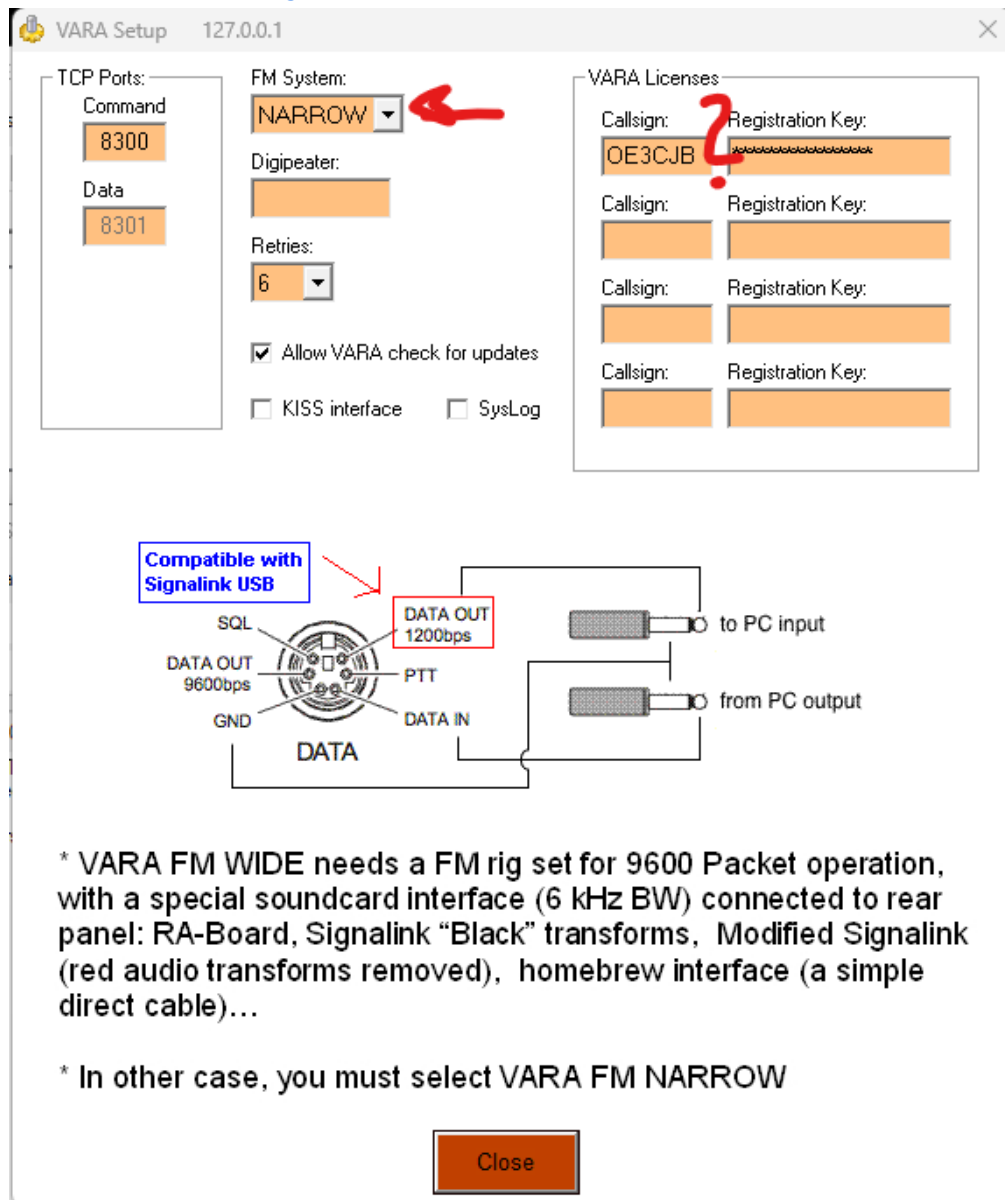 VARA Setup 127.0.0.1
TCP Ports:
Command
8300
Data
8301
FM System:
NARROW
Digipeater:
Retries:
6
Allow VARA check for updates
KISS interface
SysLog
VARA Licenses
Callsign: Registration Key:
OE3CJB ******************
?
Callsign: Registration Key:
Callsign: Registration Key:
Callsign: Registration Key:
Compatible with
Signalink USB
SQL
DATA OUT
1200bps
DATA OUT
9600bps
PTT
GND
DATA IN
DATA
to PC input
from PC output
* VARA FM WIDE needs a FM rig set for 9600 Packet operation,
with a special soundcard interface (6 kHz BW) connected to rear
panel: RA-Board, Signalink “Black” transforms, Modified Signalink
(red audio transforms removed), homebrew interface (a simple
direct cable)...
* In other case, you must select VARA FM NARROW
Close